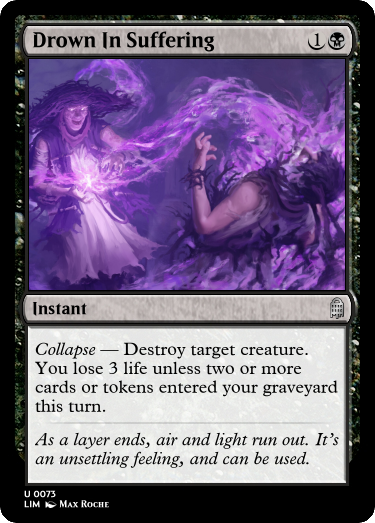 Drown In Suffering 1
Instant
Collapse — Destroy target creature.
You lose 3 life unless two or more
cards or tokens entered your graveyard
this turn.
As a layer ends, air and light run out. It's
an unsettling feeling, and can be used.
U 0073
LIM Max Roche